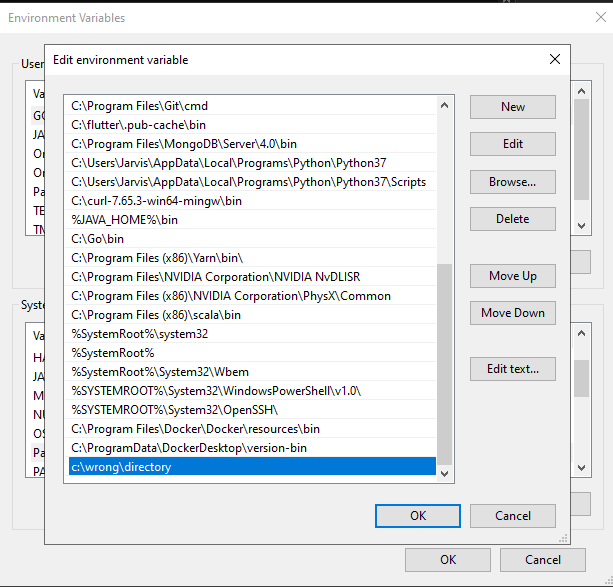 Environment Variables
Edit environment variable
User
Va
GO
JA
On
On
Pa
TE
TN
C:\Program Files\Git\cmd
C:\flutter\.pub-cache\bin
C:\Program Files\MongoDB\Server\4.0\bin
C:\Users\Jarvis\AppData\Local\Programs\Python\Python37
C:\Users\Jarvis\AppData\Local\Programs\Python\Python37\Scripts
C:\curl-7.65.3-win64-mingw\bin
%JAVA_HOME%\bin
C:\Go\bin
C:\Program Files (x86)\Yarn\bin\
C:\Program Files\NVIDIA Corporation\NVIDIA NvDLISR
C:\Program Files (x86)\NVIDIA Corporation\PhysX\Common
C:\Program Files (x86)\scala\bin
%SystemRoot%\system32
%SystemRoot%
%SystemRoot%\System32\Wbem
%SYSTEMROOT%\System32\WindowsPowerShell\v1.0\
%SYSTEMROOT%\System32\OpenSSH\
C:\Program Files\Docker\Docker\resources\bin
C:\ProgramData\DockerDesktop\version-bin
c:\wrong\directory
New
Edit
Browse...
Delete
Move Up
Move Down
Edit text...
Syste
Va
HA
JA
M
NU
OS
Pa
PA
OK
Cancel
OK
Cancel